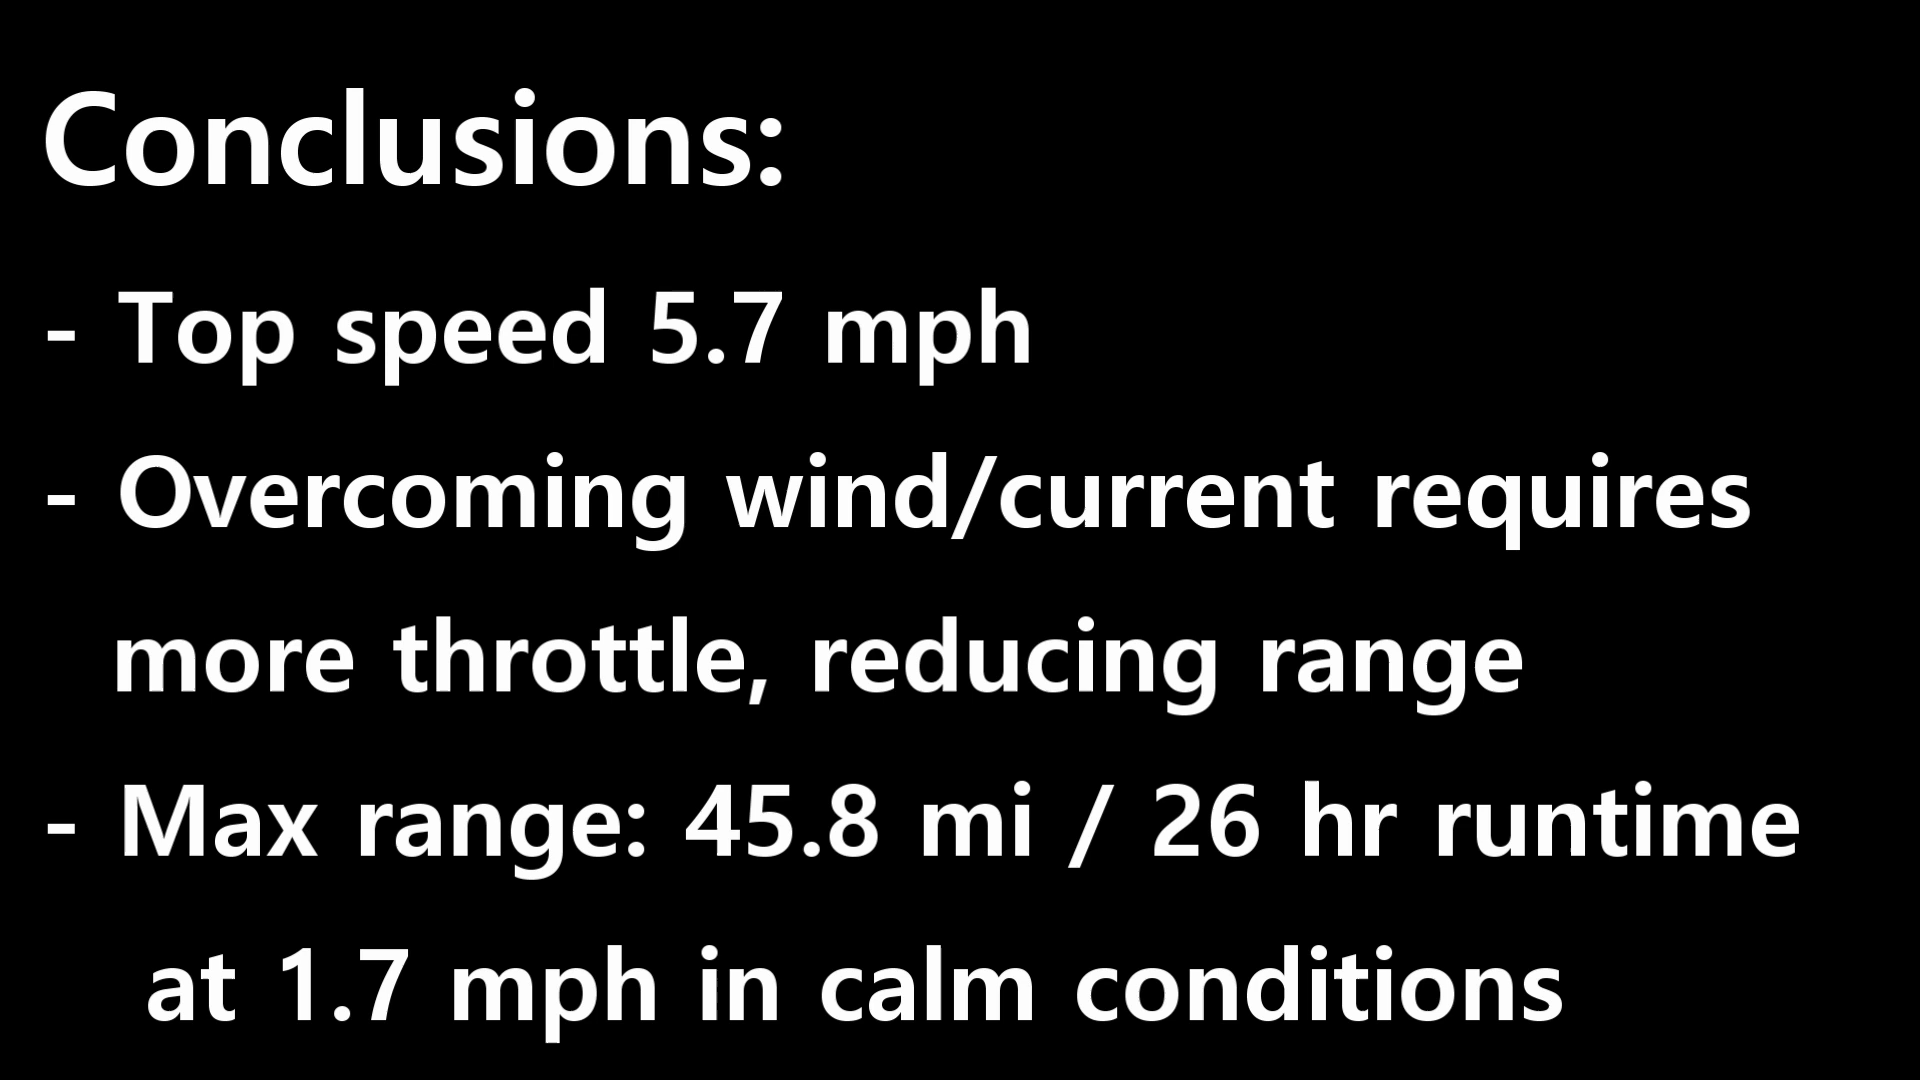 Conclusions:
- Top speed 5.7 mph
- Overcoming wind/current requires
more throttle, reducing range
- Max range: 45.8 mi / 26 hr runtime
at 1.7 mph in calm conditions